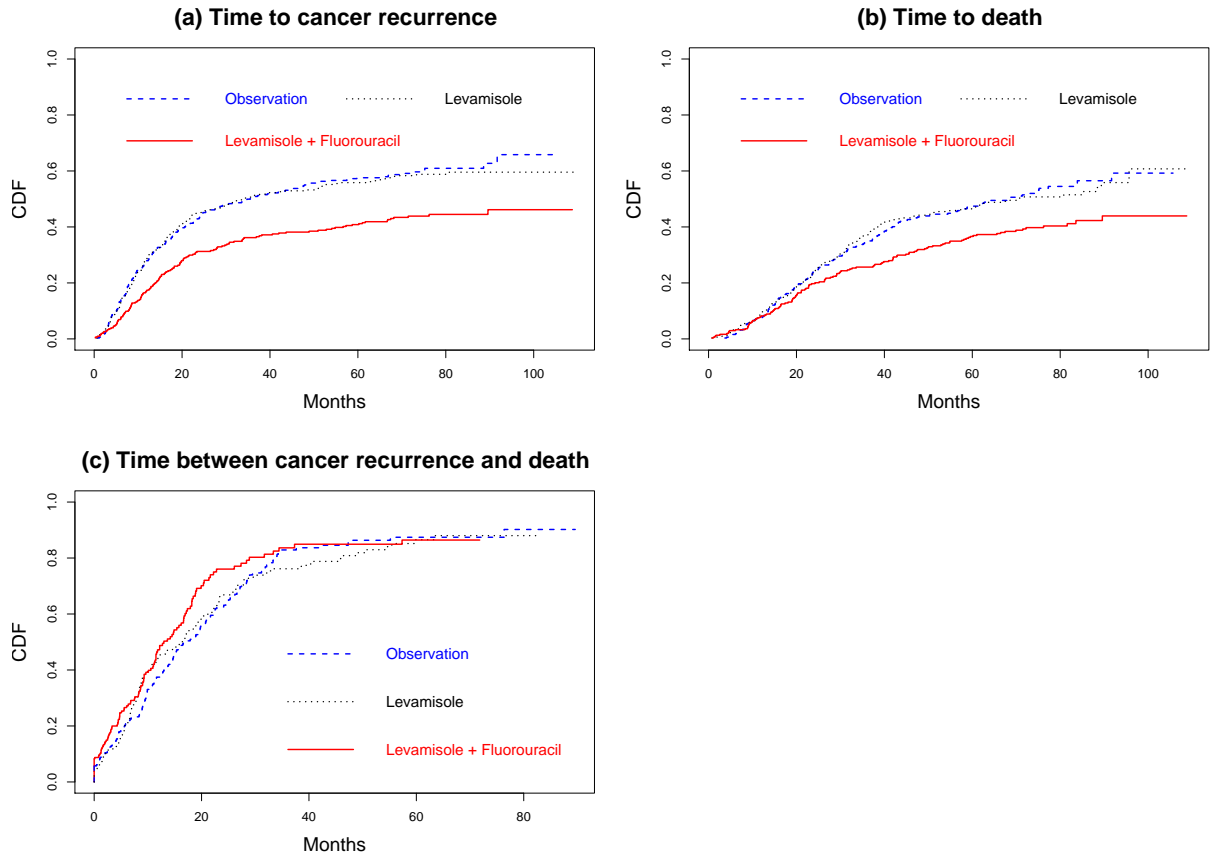 (a) Time to cancer recurrence
CDF
0.0 0.2 0.4 0.6 0.8 1.0
Observation
Levamisole
Levamisole + Fluorouracil
0 20 40 60 80 100
Months
(b) Time to death
CDF
0.0 0.2 0.4 0.6 0.8 1.0
Observation
Levamisole
Levamisole + Fluorouracil
0 20 40 60 80 100
Months
(c) Time between cancer recurrence and death
CDF
0.0 0.2 0.4 0.6 0.8 1.0
Observation
Levamisole
Levamisole + Fluorouracil
0 20 40 60 80
Months